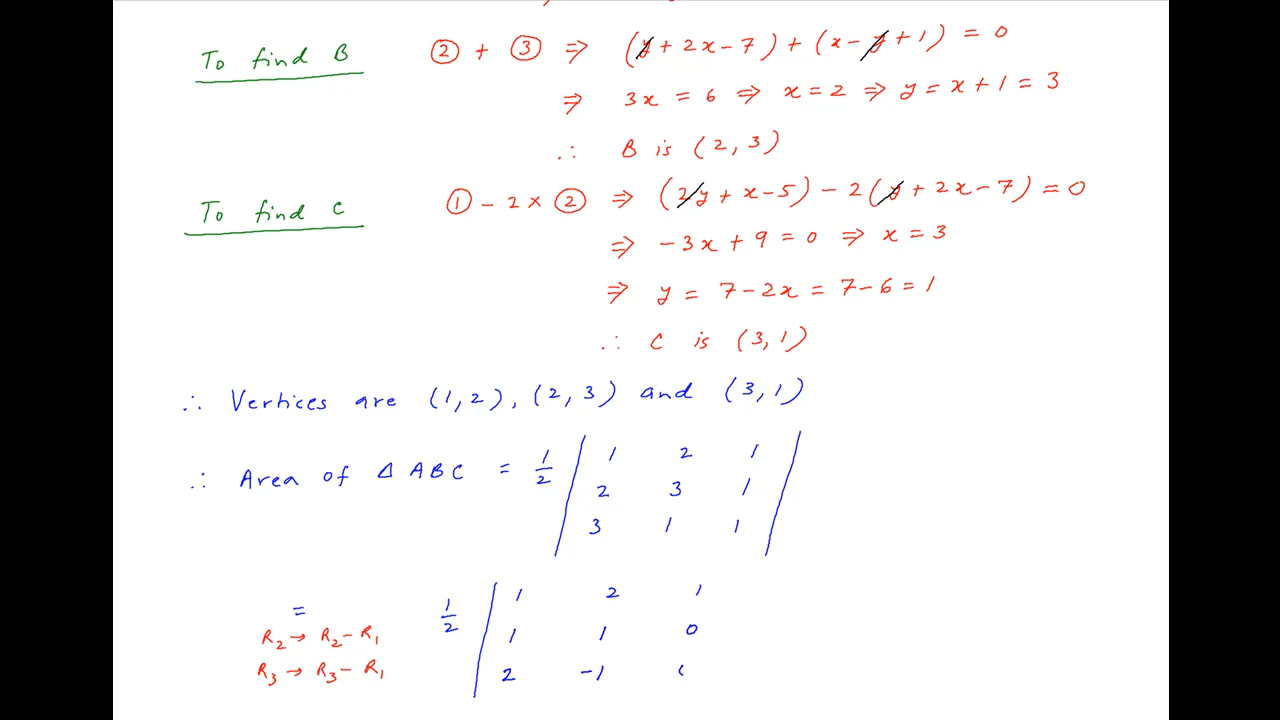 To find B ② + ③ ⇒ (y + 2x - 7) + (x - y + 1) = 0
⇒ 3x = 6 ⇒ x = 2 ⇒ y = x + 1 = 3
∴ B is (2, 3)
To find C ① - 2 × ② ⇒ (2y + x - 5) - 2(y + 2x - 7) = 0
⇒ -3x + 9 = 0 ⇒ x = 3
⇒ y = 7 - 2x = 7 - 6 = 1
∴ C is (3, 1)
∴ Vertices are (1, 2), (2, 3) and (3, 1)
∴ Area of Δ ABC = 1/2 | 1 2 1 |
2 3 1
3 1 1
= 1/2 | 1 2 1
R2 → R2 - R1 1 1 0
R3 → R3 - R1 2 -1